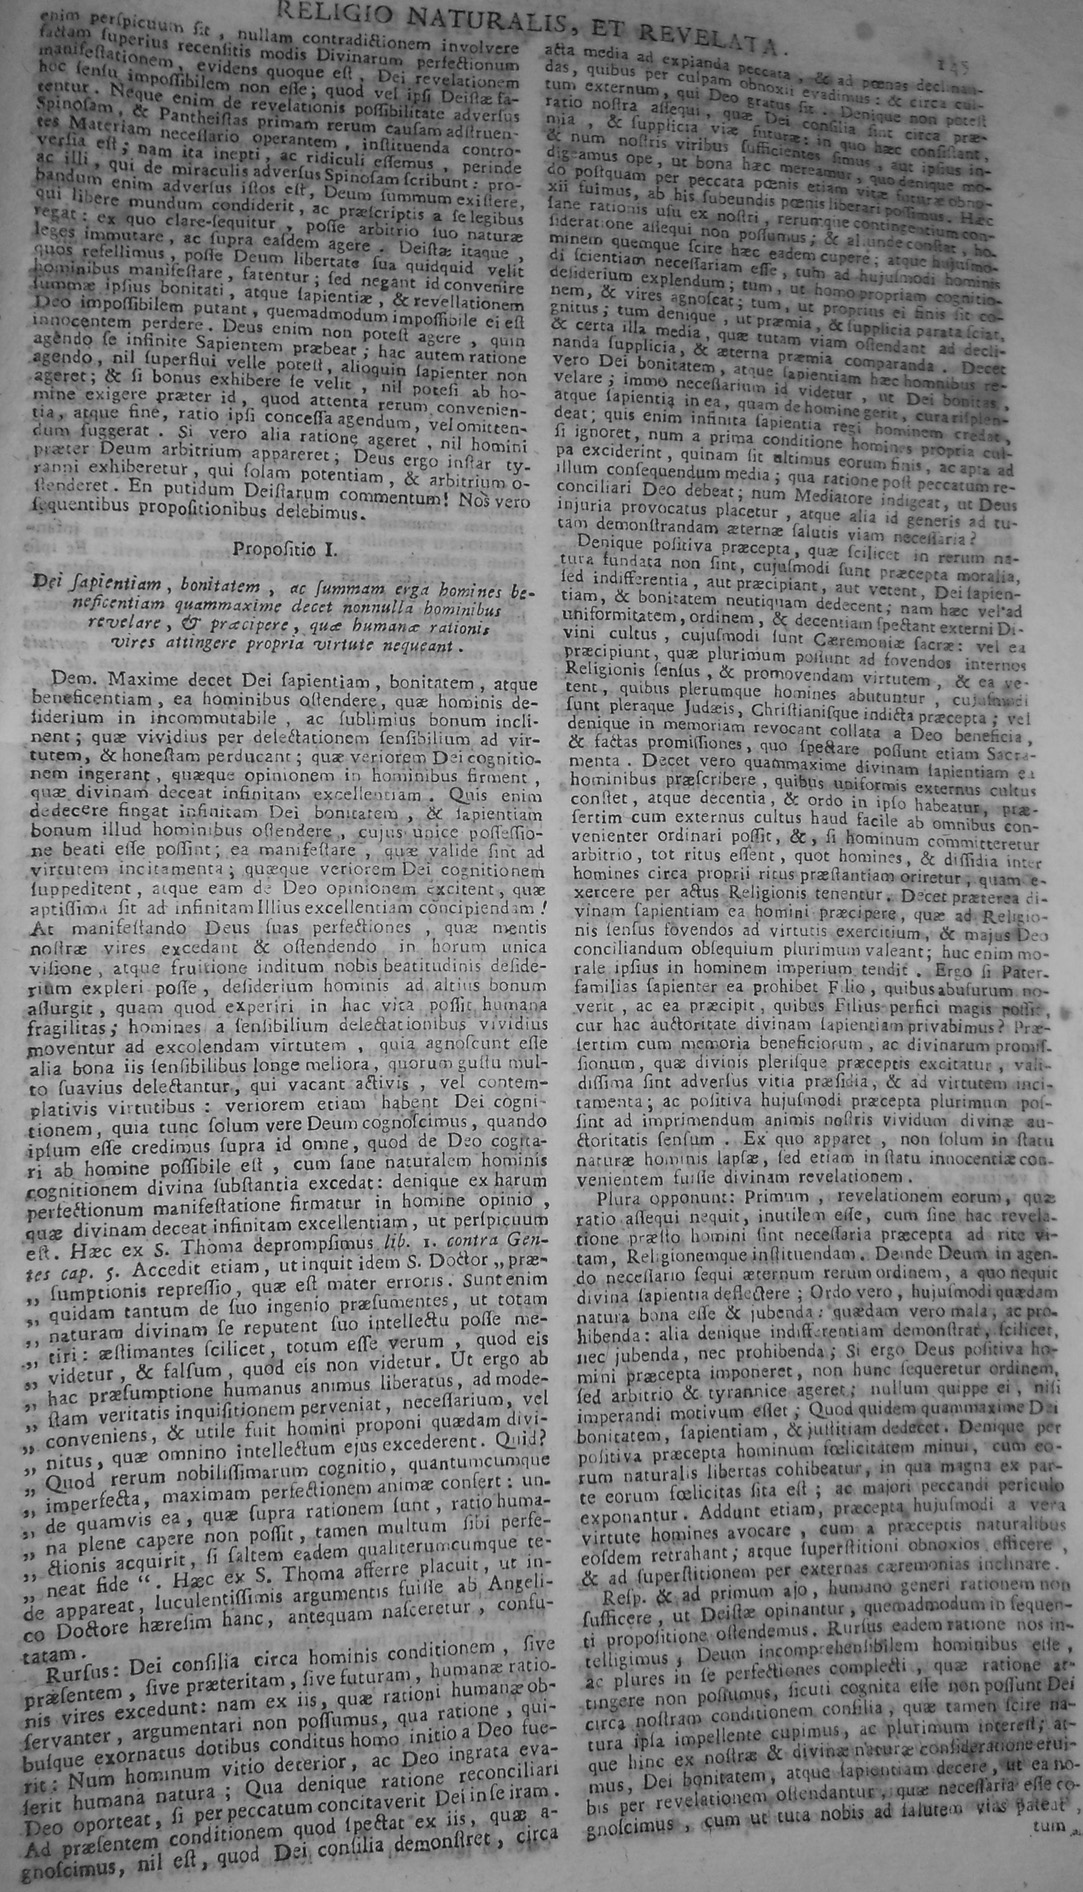 RELIGIO NATURALIS, ET REVELATA.
145
enim perſpicuum ſit, nullam contradictionem involvere
factam ſuperius recenſitis modis Divinarum perfectionum
manifeſtationem, evidens quoque eſt, Dei revelationem
hoc ſenſu impoſſibilem non eſſe; quod vel ipſi Deiſtæ fa-
tentur. Neque enim de revelationis poſſibilitate adverſus
Spinoſam, & Pantheiſtas primam rerum cauſam adſtruen-
tes Materiam neceſſario operantem, inſtituenda contro-
verſia eſt; nam ita inepti, ac ridiculi eſſemus, perinde
ac illi, qui de miraculis adverſus Spinoſam ſcribunt: pro-
bandum enim adverſus iſtos eſt, Deum ſummum exiſtere,
qui libere mundum condiderit, ac præſcriptis a ſe legibus
regat: ex quo clare ſequitur, poſſe arbitrio ſuo naturæ
leges immutare, ac ſupra eaſdem agere. Deiſtæ itaque,
quos refellimus, poſſe Deum libertate ſua quidquid velit
hominibus manifeſtare, fatentur; ſed negant id convenire
ſummæ ipſius bonitati, atque ſapientiæ, & revellationem
Deo impoſſibilem putant, quemadmodum impoſſibile ei eſt
innocentem perdere. Deus enim non poteſt agere, quin
agendo ſe infinite Sapientem præbeat; hac autem ratione
agendo, nil ſuperflui velle poteſt, alioquin ſapienter non
ageret; & ſi bonus exhibere ſe velit, nil poteſt ab ho-
mine exigere præter id, quod attenta rerum convenien-
tia, atque fine, ratio ipſi conceſſa agendum, vel omitten-
dum ſuggerat. Si vero alia ratione ageret, nil homini
præter Deum arbitrium appareret; Deus ergo inſtar ty-
ranni exhiberetur, qui ſolam potentiam, & arbitrium o-
ſtenderet. En putidum Deiſtarum commentum! Nos vero
ſequentibus propoſitionibus delebimus.
Propoſitio I.
Dei ſapientiam, bonitatem, ac ſummam erga homines be-
neficentiam quammaxime decet nonnulla hominibus
revelare, & præcipere, quæ humanæ rationis
vires attingere propria virtute nequeant.
Dem. Maxime decet Dei ſapientiam, bonitatem, atque
beneficentiam, ea hominibus oſtendere, quæ hominis de-
ſiderium in incommutabile, ac ſublimius bonum incli-
nent; quæ vividius per delectationem ſenſibilium ad vir-
tutem, & honeſtam perducant; quæ veriorem Dei cognitio-
nem ingerant, quæque opinionem in hominibus firment,
quæ divinam deceat infinitam excellentiam. Quis enim
dedecere fingat infinitam Dei bonitatem, & ſapientiam
bonum illud hominibus oſtendere, cujus unice poſſeſſio-
ne beati eſſe poſſint; ea manifeſtare, quæ valide ſint ad
virtutem incitamenta; quæque veriorem Dei cognitionem
ſuppeditent, atque eam de Deo opinionem excitent, quæ
aptiſſima ſit ad infinitam Illius excellentiam concipiendam!
At manifeſtando Deus ſuas perfectiones, quæ mentis
noſtræ vires excedant & oſtendendo in horum unica
viſione, atque fruitione inditum nobis beatitudinis deſide-
rium expleri poſſe, deſiderium hominis ad altius bonum
aſſurgit, quam quod experiri in hac vita poſſit humana
fragilitas; homines a ſenſibilium delectationibus vividius
moventur ad excolendam virtutem, quia agnoſcunt eſſe
alia bona iis ſenſibilibus longe meliora, quorum guſtu mul-
to ſuavius delectantur, qui vacant activis, vel contem-
plativis virtutibus: veriorem etiam habent Dei cogni-
tionem, quia tunc ſolum vere Deum cognoſcimus, quando
ipſum eſſe credimus ſupra id omne, quod de Deo cogita-
ri ab homine poſſibile eſt, cum ſane naturalem hominis
cognitionem divina ſubſtantia excedat: denique ex harum
perfectionum manifeſtatione firmatur in homine opinio,
quæ divinam deceat infinitam excellentiam, ut perſpicuum
eſt. Hæc ex S. Thoma deprompſimus lib. 1. contra Gen-
tes cap. 5. Accedit etiam, ut inquit idem S. Doctor „ præ-
„ ſumptionis repreſſio, quæ eſt mater erroris. Sunt enim
„ quidam tantum de ſuo ingenio præſumentes, ut totam
„ naturam divinam ſe reputent ſuo intellectu poſſe me-
„ tiri: æſtimantes ſcilicet, totum eſſe verum, quod eis
„ videtur, & falſum, quod eis non videtur. Ut ergo ab
„ hac præſumptione humanus animus liberatus, ad mode-
„ ſtam veritatis inquiſitionem perveniat, neceſſarium, vel
„ conveniens, & utile fuit homini proponi quædam divi-
„ nitus, quæ omnino intellectum ejus excederent. Quid?
„ Quod rerum nobiliſſimarum cognitio, quantumcumque
„ imperfecta, maximam perfectionem animæ confert: un-
„ de quamvis ea, quæ ſupra rationem ſunt, ratio huma-
„ na plene capere non poſſit, tamen multum ſibi perfe-
„ ctionis acquirit, ſi ſaltem eadem qualiterumcumque te-
„ neat fide “. Hæc ex S. Thoma afferre placuit, ut in-
de appareat, luculentiſſimis argumentis fuiſſe ab Angeli-
co Doctore hæreſim hanc, antequam naſceretur, confu-
tatam.
Rurſus: Dei conſilia circa hominis conditionem, ſive
præſentem, ſive præteritam, ſive futuram, humanæ ratio-
nis vires excedunt: nam ex iis, quæ rationi humanæ ob-
ſervanter, argumentari non poſſumus, qua ratione, qui-
buſque exornatus dotibus conditus homo initio a Deo fue-
rit: Num hominum vitio deterior, ac Deo ingrata eva-
ſerit humana natura; Qua denique ratione reconciliari
Deo oporteat, ſi per peccatum concitaverit Dei in ſe iram.
Ad præſentem conditionem quod ſpectat ex iis, quæ a-
gnoſcimus, nil eſt, quod Dei conſilia demonſtret, circa
acta media ad expianda peccata, & ad pœnas declinan-
das, quibus per culpam obnoxii evadimus: & circa cul-
tum externum, qui Deo gratus ſit. Denique non poteſt
ratio noſtra aſſequi, quæ Dei conſilia ſint circa præ-
mia, & ſupplicia viæ futuræ: in quo hæc conſiſtant,
& num noſtris viribus ſufficientes ſimus, aut ipſius in-
digeamus ope, ut bona hæc mereamur, quo denique mo-
do poſtquam per peccata pœnis etiam vitæ futuræ obno-
xii fuimus, ab his ſubeundis pœnis liberari poſſimus. Hæc
ſane rationis uſu ex noſtri, rerumque contingentium con-
ſideratione aſſequi non poſſumus; & aliunde conſtat, ho-
minem quemque ſcire hæc eadem cupere; atque hujuſmo-
di ſcientiam neceſſariam eſſe, tum ad hujuſmodi hominis
deſiderium explendum; tum, ut homo propriam cognitio-
nem, & vires agnoſcat; tum, ut proprius ei finis ſit co-
gnitus; tum denique, ut præmia, & ſupplicia parata ſciat,
& certa illa media, quæ tutam viam oſtendant ad decli-
nanda ſupplicia, & æterna præmia comparanda. Decet
vero Dei bonitatem, atque ſapientiam hæc hominibus re-
velare; immo neceſſarium id videtur, ut Dei bonitas,
atque ſapientia in ea, quam de homine gerit, cura riſplen-
deat; quis enim infinita ſapientia regi hominem credat,
ſi ignoret, num a prima conditione homines propria cul-
pa exciderint, quinam ſit ultimus eorum finis, ac apta ad
illum conſequendum media; qua ratione poſt peccatum re-
conciliari Deo debeat; num Mediatore indigeat, ut Deus
injuria provocatus placetur, atque alia id generis ad tu-
tam demonſtrandam æternæ ſalutis viam neceſſaria?
Denique poſitiva præcepta, quæ ſcilicet in rerum na-
tura fundata non ſint, cujuſmodi ſunt præcepta moralia,
ſed indifferentia, aut præcipiant, aut vetent, Dei ſapien-
tiam, & bonitatem neutiquam dedecent; nam hæc vel ad
uniformitatem, ordinem, & decentiam ſpectant externi Di-
vini cultus, cujuſmodi ſunt Cæremoniæ ſacræ: vel ea
præcipiunt, quæ plurimum poſſunt ad fovendos internos
Religionis ſenſus, & promovendam virtutem, & ea ve-
tent, quibus plerumque homines abutuntur, cujuſmodi
ſunt pleraque Judæis, Chriſtianiſque indicta præcepta; vel
denique in memoriam revocant collata a Deo beneficia,
& factas promiſſiones, quo ſpectare poſſunt etiam Sacra-
menta. Decet vero quammaxime divinam ſapientiam ea
hominibus præſcribere, quibus uniformis externus cultus
conſtet, atque decentia, & ordo in ipſo habeatur, præ-
ſertim cum externus cultus haud facile ab omnibus con-
venienter ordinari poſſit, &, ſi hominum committeretur
arbitrio, tot ritus eſſent, quot homines, & diſſidia inter
homines circa proprii ritus præſtantiam oriretur, quam e-
xercere per actus Religionis tenentur. Decet præterea di-
vinam ſapientiam ea homini præcipere, quæ ad Religio-
nis ſenſus fovendos ad virtutis exercitium, & majus Deo
conciliandum obſequium plurimum valeant; huc enim mo-
rale ipſius in hominem imperium tendit. Ergo ſi Pater-
familias ſapienter ea prohibet Filio, quibus abuſurum no-
verit, ac ea præcipit, quibus Filius perfici magis poſſit,
cur hac auctoritate divinam ſapientiam privabimus? Præ-
ſertim cum memoria beneficiorum, ac divinarum promiſ-
ſionum, quæ divinis pleriſque præceptis excitatur, vali-
diſſima ſint adverſus vitia præſidia, & ad virtutem inci-
tamenta; ac poſitiva hujuſmodi præcepta plurimum poſ-
ſint ad imprimendum animis noſtris vividum divinæ au-
ctoritatis ſenſum. Ex quo apparet, non ſolum in ſtatu
naturæ hominis lapſæ, ſed etiam in ſtatu innocentiæ con-
venientem fuiſſe divinam revelationem.
Plura opponunt: Primum, revelationem eorum, quæ
ratio aſſequi nequit, inutilem eſſe, cum ſine hac revela-
tione præſto homini ſint neceſſaria præcepta ad rite vi-
tam, Religionemque inſtituendam. Deinde Deum in agen-
do neceſſario ſequi æternum rerum ordinem, a quo nequit
divina ſapientia deflectere; Ordo vero, hujuſmodi quædam
natura bona eſſe & jubenda: quædam vero mala, ac pro-
hibenda: alia denique indifferentiam demonſtrat, ſcilicet,
nec jubenda, nec prohibenda; Si ergo Deus poſitiva ho-
mini præcepta imponeret, non hunc ſequeretur ordinem,
ſed arbitrio & tyrannice ageret; nullum quippe ei, niſi
imperandi motivum eſſet; Quod quidem quammaxime Dei
bonitatem, ſapientiam, & juſtitiam dedecet. Denique per
poſitiva præcepta hominum fœlicitatem minui, cum eo-
rum naturalis libertas cohibeatur, in qua magna ex par-
te eorum fœlicitas ſita eſt; ac majori peccandi periculo
exponantur. Addunt etiam, præcepta hujuſmodi a vera
virtute homines avocare, cum a præceptis naturalibus
eoſdem retrahant; atque ſuperſtitioni obnoxios efficere,
& ad ſuperſtitionem per externas cæremonias inclinare.
Reſp. & ad primum ajo, humano generi rationem non
ſufficere, ut Deiſtæ opinantur, quemadmodum in ſequen-
ti propoſitione oſtendemus. Rurſus eadem ratione nos in-
telligimus, Deum incomprehenſibilem hominibus eſſe,
ac plures in ſe perfectiones complecti, quæ ratione at-
tingere non poſſumus, ſicuti cognita eſſe non poſſunt Dei
circa noſtram conditionem conſilia, quæ tamen ſcire na-
tura ipſa impellente cupimus, ac plurimum intereſt; at-
que hinc ex noſtræ & divinæ naturæ conſideratione erui-
mus, Dei bonitatem, atque ſapientiam decere, ut ea no-
bis per revelationem oſtendantur, quæ neceſſaria eſſe co-
gnoſcimus, cum ut tuta nobis ad ſalutem vias pateat,
tum